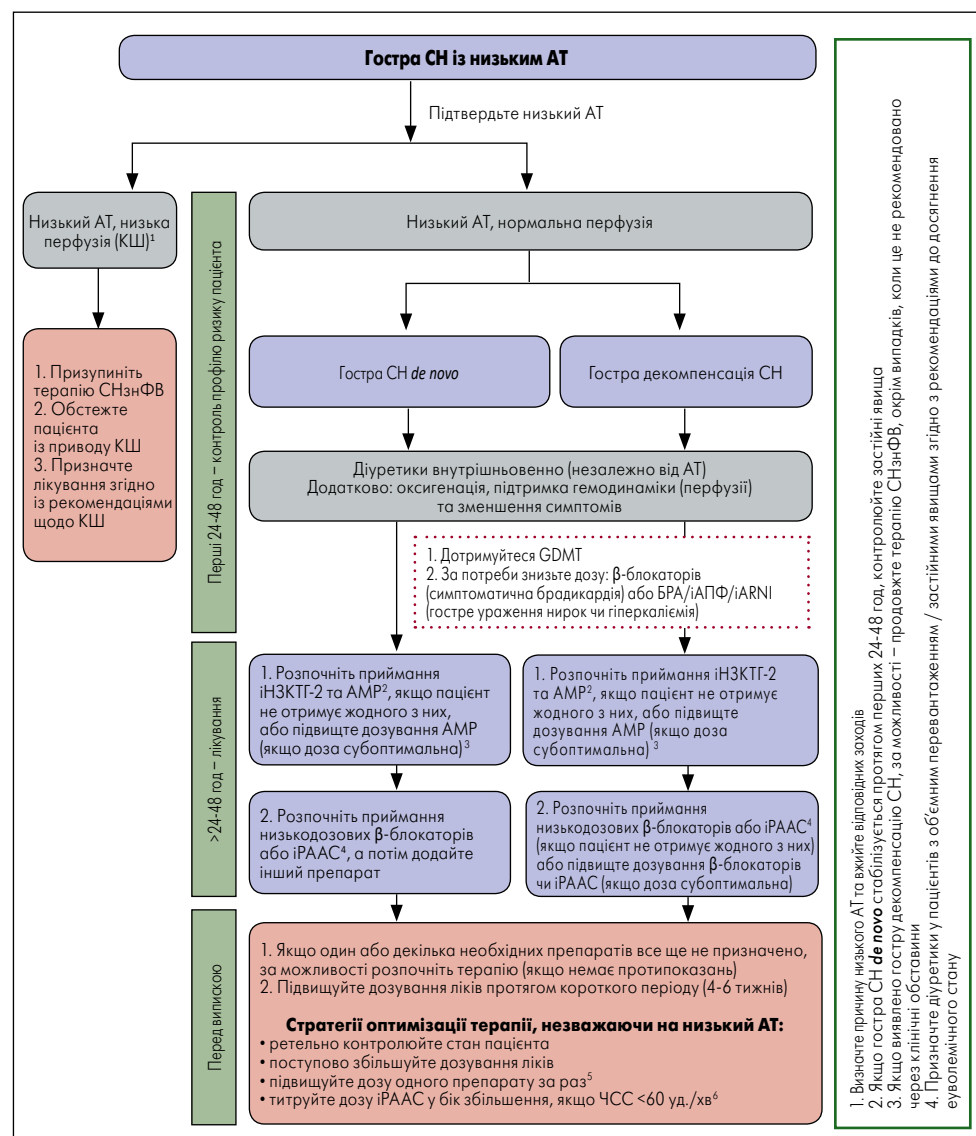 Гостра СН із низьким АТ
Підтвердьте низький АТ
Низький АТ, низька
перфузія (КШ)¹
Низький АТ, нормальна перфузія
1. Призупиніть
терапію СНзнФВ
2. Обстежте
пацієнта
із приводу КШ
3. Призначте
лікування згідно
із рекомендаціями
щодо КШ
Перші 24-48 год – контроль профілю ризику пацієнта
Гостра СН de novo
Гостра декомпенсація СН
Діуретики внутрішньовенно (незалежно від АТ)
Додатково: оксигенація, підтримка гемодинаміки (перфузії)
та зменшення симптомів
1. Дотримуйтеся GDMT
2. За потреби знизьте дозу: β-блокаторів
(симптоматична брадикардія) або БРА/іАПФ/іARNI
(гостре ураження нирок чи гіперкаліємія)
>24-48 год – лікування
1. Розпочніть приймання
іНЗКТГ-2 та АМР², якщо пацієнт
не отримує жодного з них,
або підвищте дозування АМР
(якщо доза субоптимальна)³
1. Розпочніть приймання іНЗКТГ-2
та АМР², якщо пацієнт не отримує
жодного з них, або підвищте
дозування АМР (якщо доза
субоптимальна)³
2. Розпочніть приймання
низькодозових β-блокаторів
або іРААС⁴, а потім додайте
інший препарат
2. Розпочніть приймання
низькодозових β-блокаторів або іРААС⁴
(якщо пацієнт не отримує жодного з них)
або підвищте дозування β-блокаторів
чи іРААС (якщо доза субоптимальна)
Перед випискою
1. Якщо один або декілька необхідних препаратів все ще не призначено,
за можливості розпочніть терапію (якщо немає протипоказань)
2. Підвищуйте дозування ліків протягом короткого періоду (4-6 тижнів)
Стратегії оптимізації терапії, незважаючи на низький АТ:
• ретельно контролюйте стан пацієнта
• поступово збільшуйте дозування ліків
• підвищуйте дозу одного препарату за раз⁵
• титруйте дозу іРААС у бік збільшення, якщо ЧСС <60 уд./хв⁶
1. Визначте причину низького АТ та вжийте відповідних заходів
2. Якщо гостра СН de novo стабілізується протягом перших 24-48 год, контролюйте застійні явища
3. Якщо виявлено гостру декомпенсацію СН, за можливості – продовжте терапію СНзнФВ, окрім випадків, коли це не рекомендовано
через клінічні обставини
4. Призначте діуретики у пацієнтів з об'ємним перевантаженням / застійними явищами згідно з рекомендаціями до досягнення
еуволемічного стану